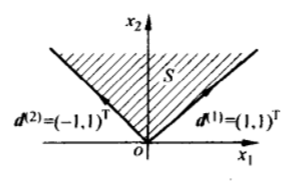 x₂
S
d⁽²⁾=(-1,1)ᵀ
d⁽¹⁾=(1,1)ᵀ
o
x₁